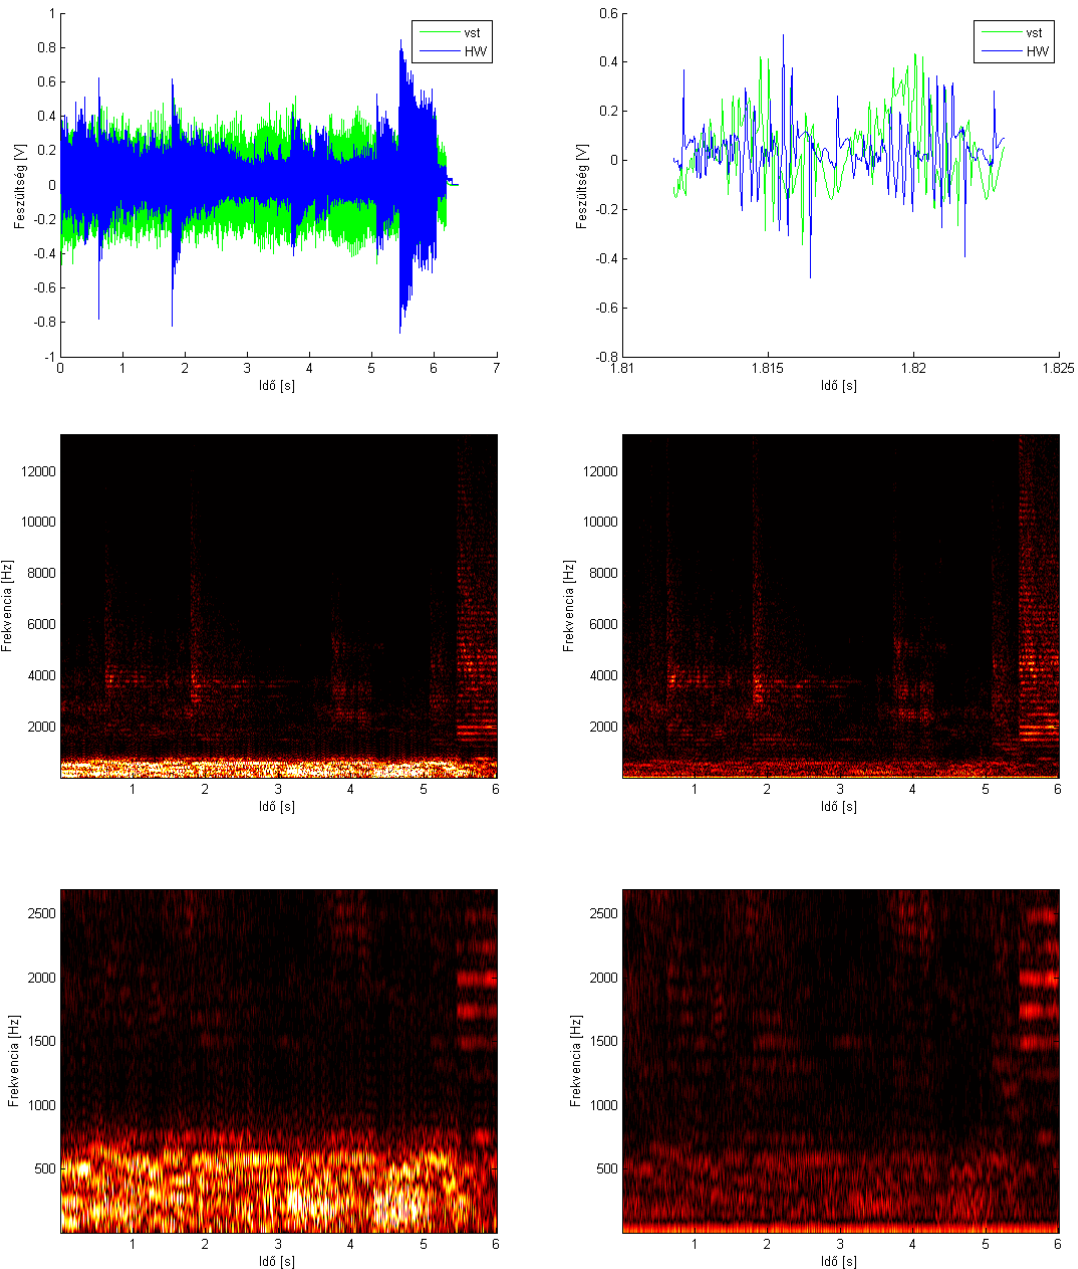 1
0.8
0.6
0.4
0.2
0
-0.2
-0.4
-0.6
-0.8
-1
Feszültség [V]
0 1 2 3 4 5 6 7
Idő [s]
vst
HW
0.6
0.4
0.2
0
-0.2
-0.4
-0.6
-0.8
Feszültség [V]
1.81 1.815 1.82 1.825
Idő [s]
vst
HW
12000
10000
8000
6000
4000
2000
Frekvencia [Hz]
1 2 3 4 5 6
Idő [s]
12000
10000
8000
6000
4000
2000
Frekvencia [Hz]
1 2 3 4 5 6
Idő [s]
2500
2000
1500
1000
500
Frekvencia [Hz]
1 2 3 4 5 6
Idő [s]
2500
2000
1500
1000
500
Frekvencia [Hz]
1 2 3 4 5 6
Idő [s]